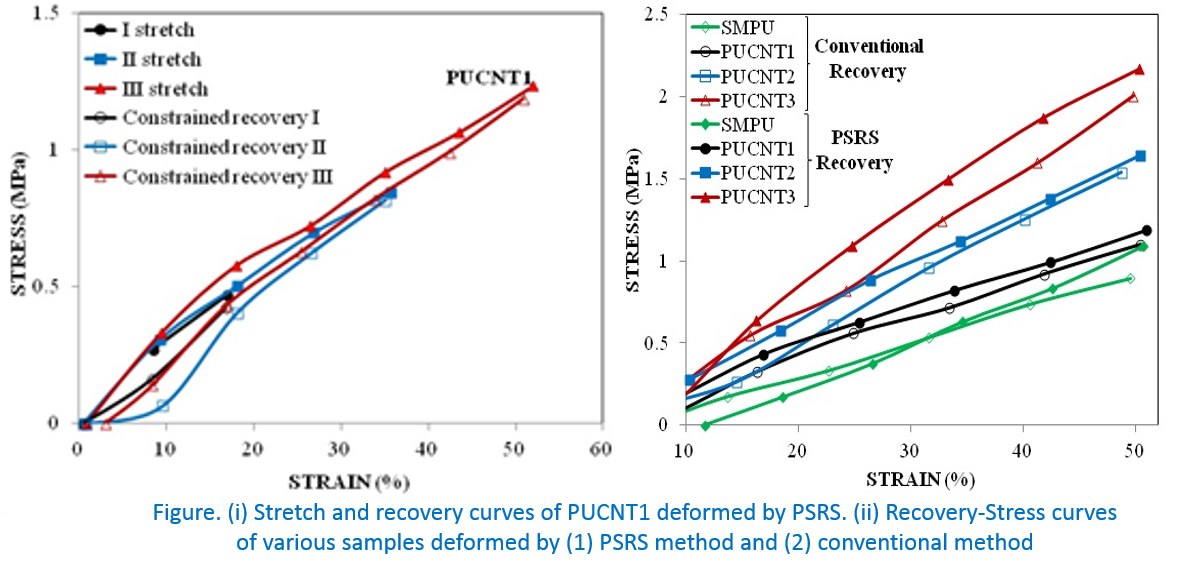 1.5
1
0.5
0
STRESS (MPa)
I stretch
II stretch
III stretch
Constrained recovery I
Constrained recovery II
Constrained recovery III
PUCNT1
0 10 20 30 40 50 60
STRAIN (%)
2.5
2
1.5
1
0.5
0
STRESS (MPa)
SMPU
PUCNT1
PUCNT2
PUCNT3
Conventional
Recovery
SMPU
PUCNT1
PUCNT2
PUCNT3
PSRS
Recovery
10 20 30 40 50
STRAIN (%)
Figure. (i) Stretch and recovery curves of PUCNT1 deformed by PSRS. (ii) Recovery-Stress curves
of various samples deformed by (1) PSRS method and (2) conventional method